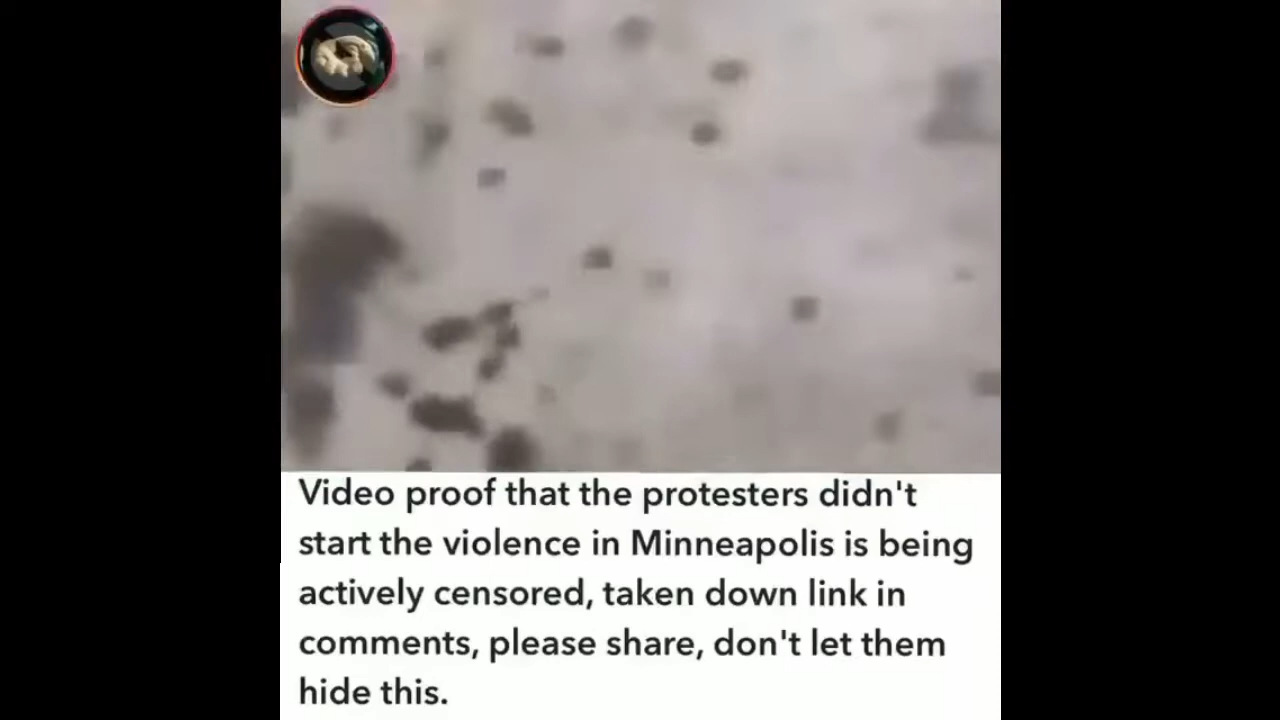 Video proof that the protesters didn't
start the violence in Minneapolis is being
actively censored, taken down link in
comments, please share, don't let them
hide this.